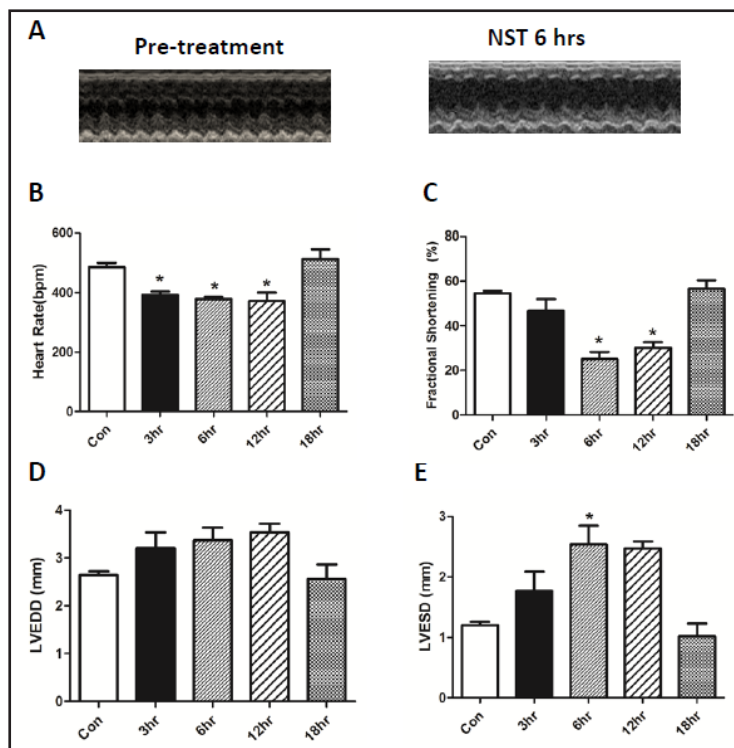 A
Pre-treatment
NST 6 hrs
B
C
Heart Rate(bpm)
600
400
200
0
*
*
*
Con
3hr
6hr
12hr
18hr
Fractional Shortening (%)
80
60
40
20
0
*
*
Con
3hr
6hr
12hr
18hr
D
E
LVEDD (mm)
4
3
2
1
0
Con
3hr
6hr
12hr
18hr
LVESD (mm)
3
2
1
0
*
Con
3hr
6hr
12hr
18hr